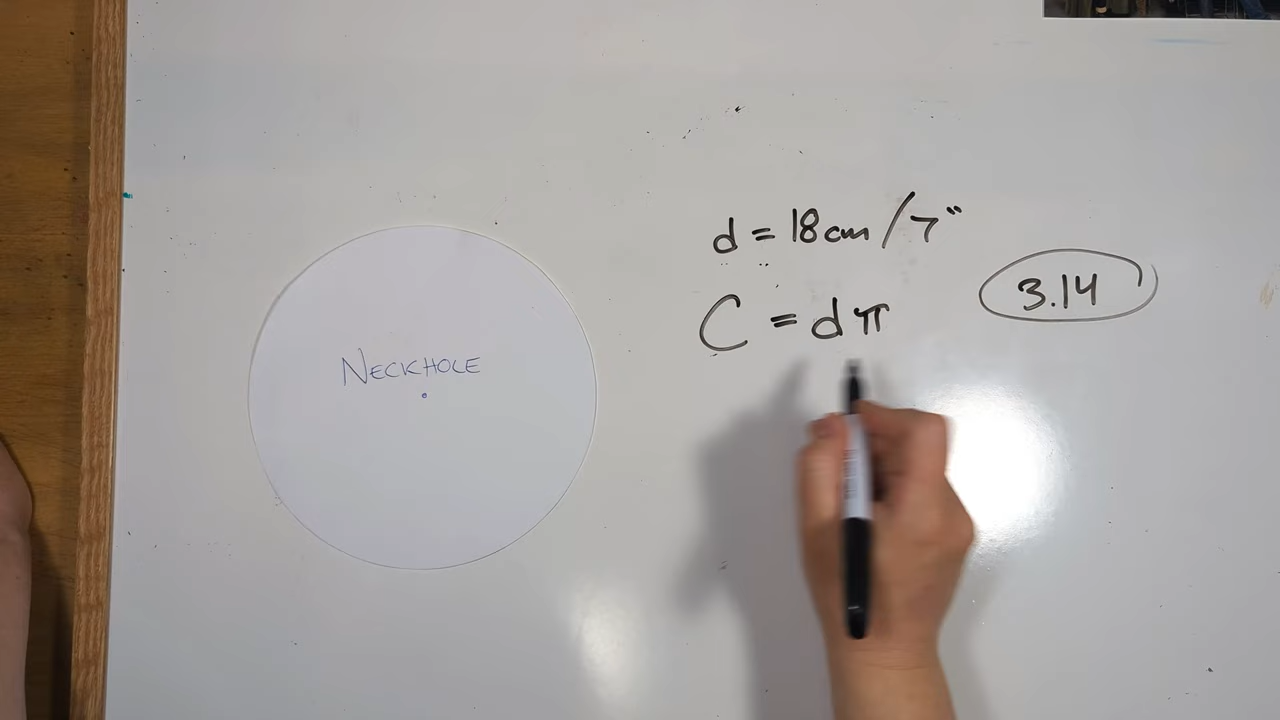 d = 18cm / 7"
3.14
C = dπ
NECKHOLE